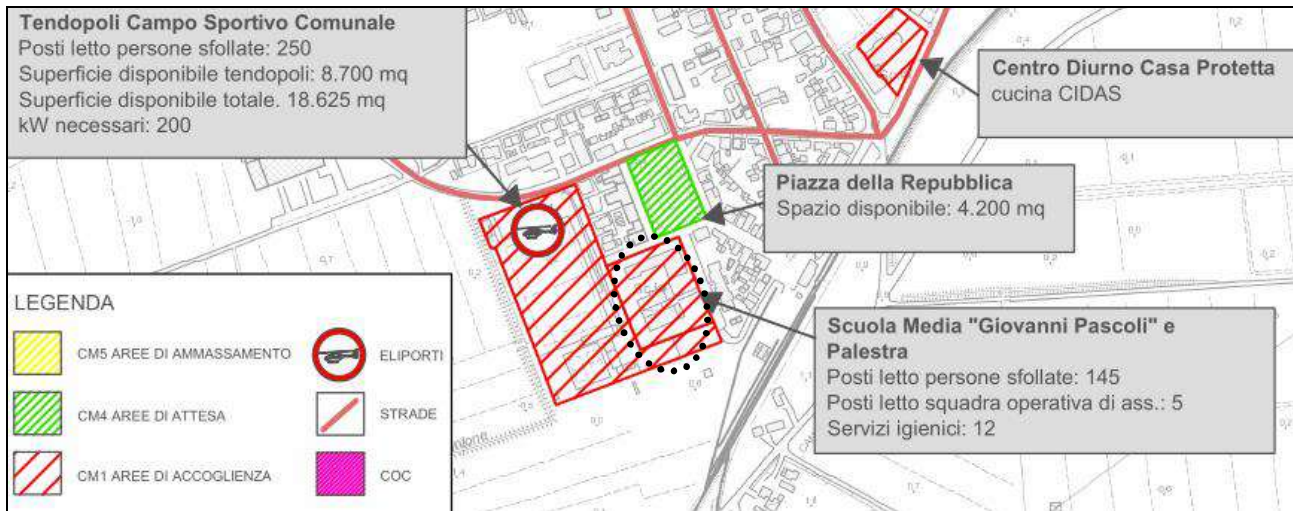 Tendopoli Campo Sportivo Comunale
Posti letto persone sfollate: 250
Superficie disponibile tendopoli: 8.700 mq
Superficie disponibile totale. 18.625 mq
kW necessari: 200
Centro Diurno Casa Protetta
cucina CIDAS
Piazza della Repubblica
Spazio disponibile: 4.200 mq
Scuola Media "Giovanni Pascoli" e
Palestra
Posti letto persone sfollate: 145
Posti letto squadra operativa di ass.: 5
Servizi igienici: 12
LEGENDA
CM5 AREE DI AMMASSAMENTO
ELIPORTI
CM4 AREE DI ATTESA
STRADE
CM1 AREE DI ACCOGLIENZA
COC